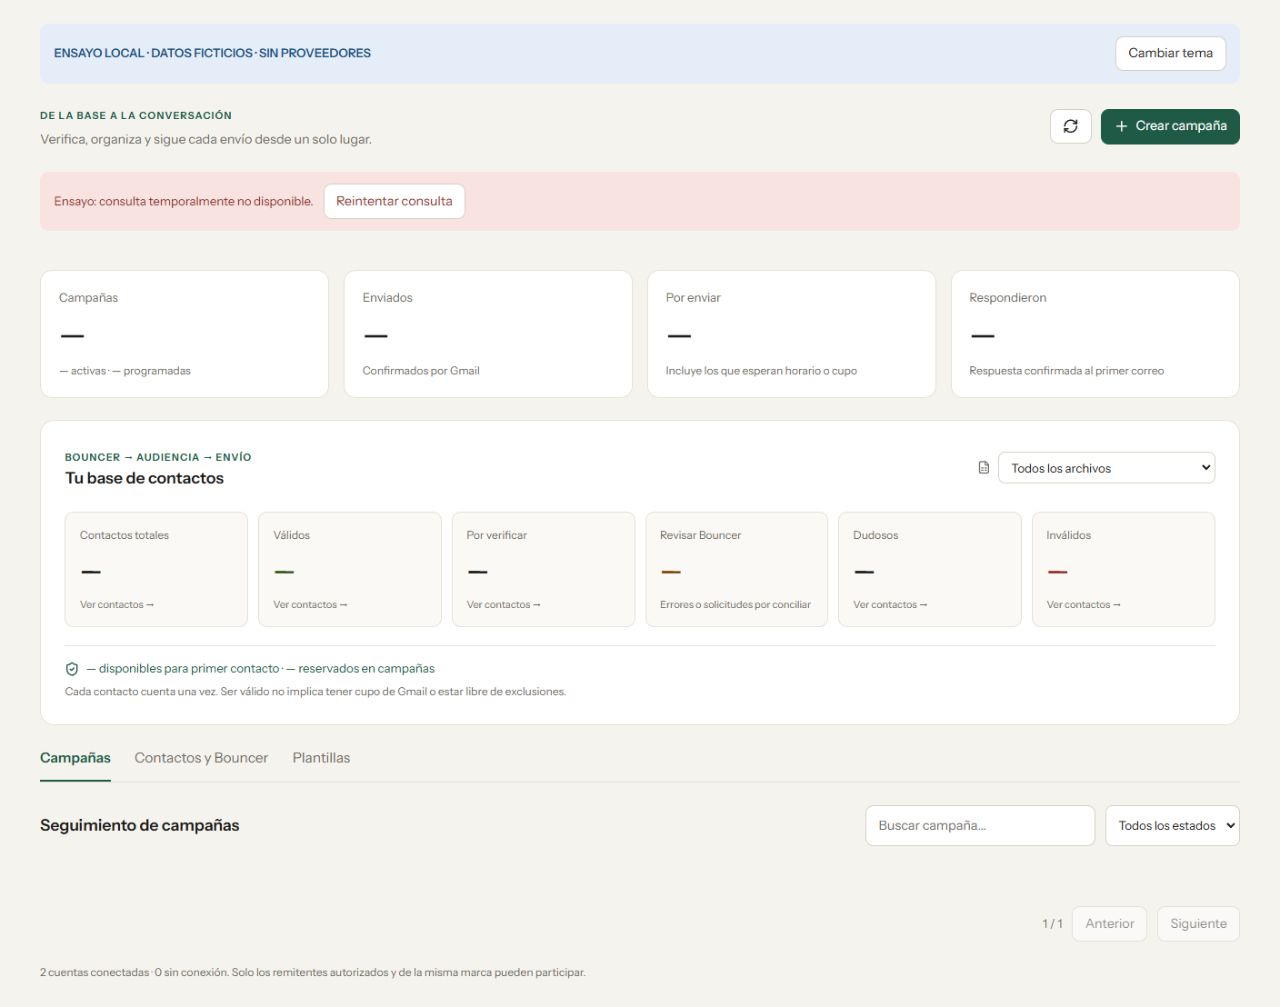 ENSAYO LOCAL · DATOS FICTICIOS · SIN PROVEEDORES
Cambiar tema
DE LA BASE A LA CONVERSACIÓN
Verifica, organiza y sigue cada envío desde un solo lugar.
Crear campaña
Ensayo: consulta temporalmente no disponible.
Reintentar consulta
Campañas
—
— activas · — programadas
Enviados
—
Confirmados por Gmail
Por enviar
—
Incluye los que esperan horario o cupo
Respondieron
—
Respuesta confirmada al primer correo
BOUNCER → AUDIENCIA → ENVÍO
Tu base de contactos
Todos los archivos
Contactos totales
—
Ver contactos →
Válidos
—
Ver contactos →
Por verificar
—
Ver contactos →
Revisar Bouncer
—
Errores o solicitudes por conciliar
Dudosos
—
Ver contactos →
Inválidos
—
Ver contactos →
— disponibles para primer contacto · — reservados en campañas
Cada contacto cuenta una vez. Ser válido no implica tener cupo de Gmail o estar libre de exclusiones.
Campañas
Contactos y Bouncer
Plantillas
Seguimiento de campañas
Buscar campaña...
Todos los estados
1 / 1
Anterior
Siguiente
2 cuentas conectadas · 0 sin conexión. Solo los remitentes autorizados y de la misma marca pueden participar.